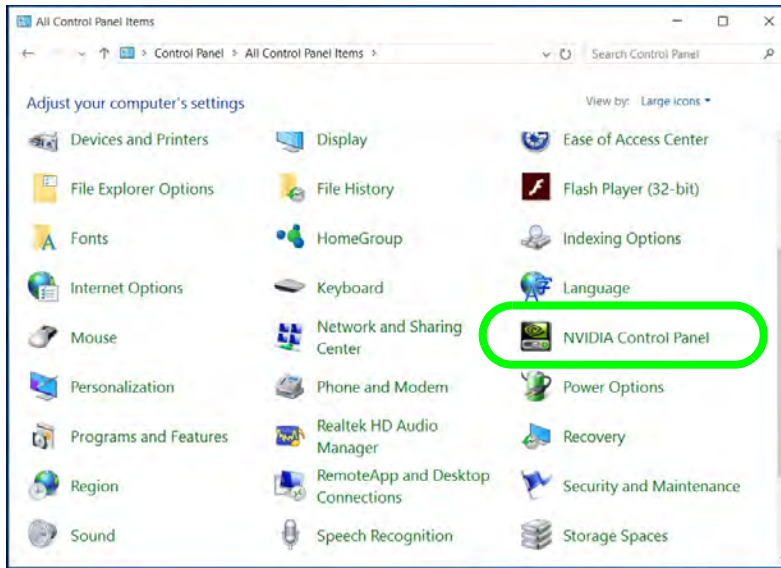 All Control Panel Items
Control Panel > All Control Panel Items >
Search Control Panel
Adjust your computer's settings
View by: Large icons
Devices and Printers
Display
Ease of Access Center
File Explorer Options
File History
Flash Player (32-bit)
Fonts
HomeGroup
Indexing Options
Internet Options
Keyboard
Language
Mouse
Network and Sharing
Center
NVIDIA Control Panel
Personalization
Phone and Modem
Power Options
Programs and Features
Realtek HD Audio
Manager
Recovery
Region
RemoteApp and Desktop
Connections
Security and Maintenance
Sound
Speech Recognition
Storage Spaces